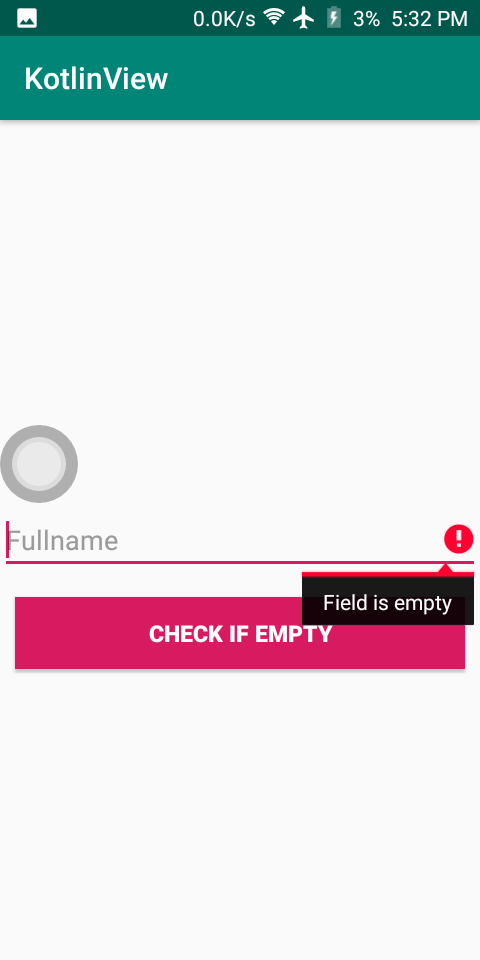 0.0K/s 3% 5:32 PM
KotlinView
Fullname
Field is empty
CHECK IF EMPTY